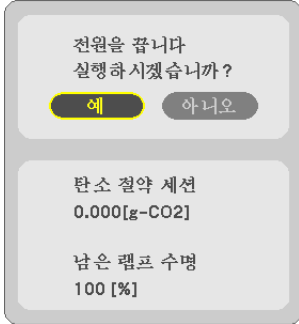 전원을 끕니다
실행하시겠습니까?
예 아니오
탄소 절약 세션
0.000[g-CO2]
남은 램프 수명
100 [%]